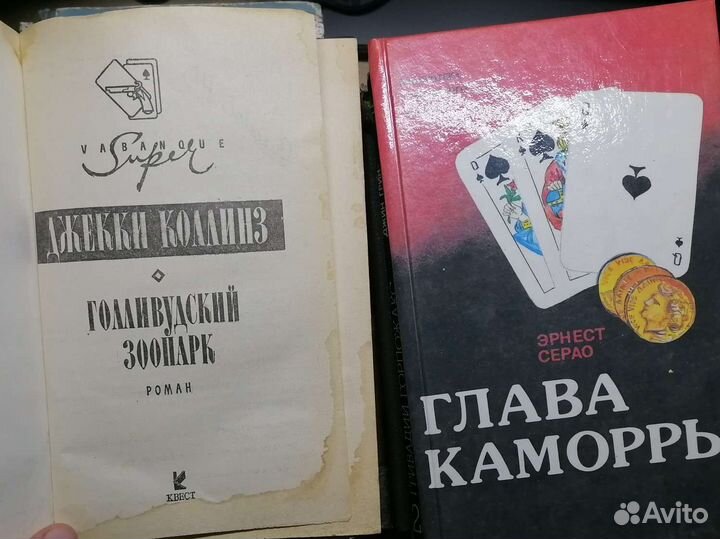 VABANQUE
Super
ДЖЕККИ КОЛЛИНЗ
ГОЛЛИВУДСКИЙ
ЗООПАРК
РОМАН
КВЕСТ
ЭРНЕСТ
СЕРАО
ГЛАВА
КАМОРРЫ
Avito